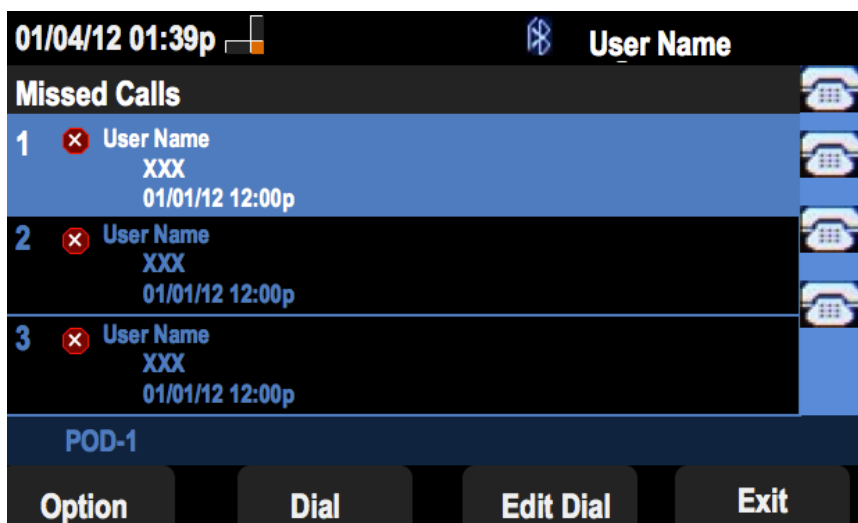 01/04/12 01:39p User Name
Missed Calls
1 User Name
XXX
01/01/12 12:00p
2 User Name
XXX
01/01/12 12:00p
3 User Name
XXX
01/01/12 12:00p
POD-1
Option Dial Edit Dial Exit